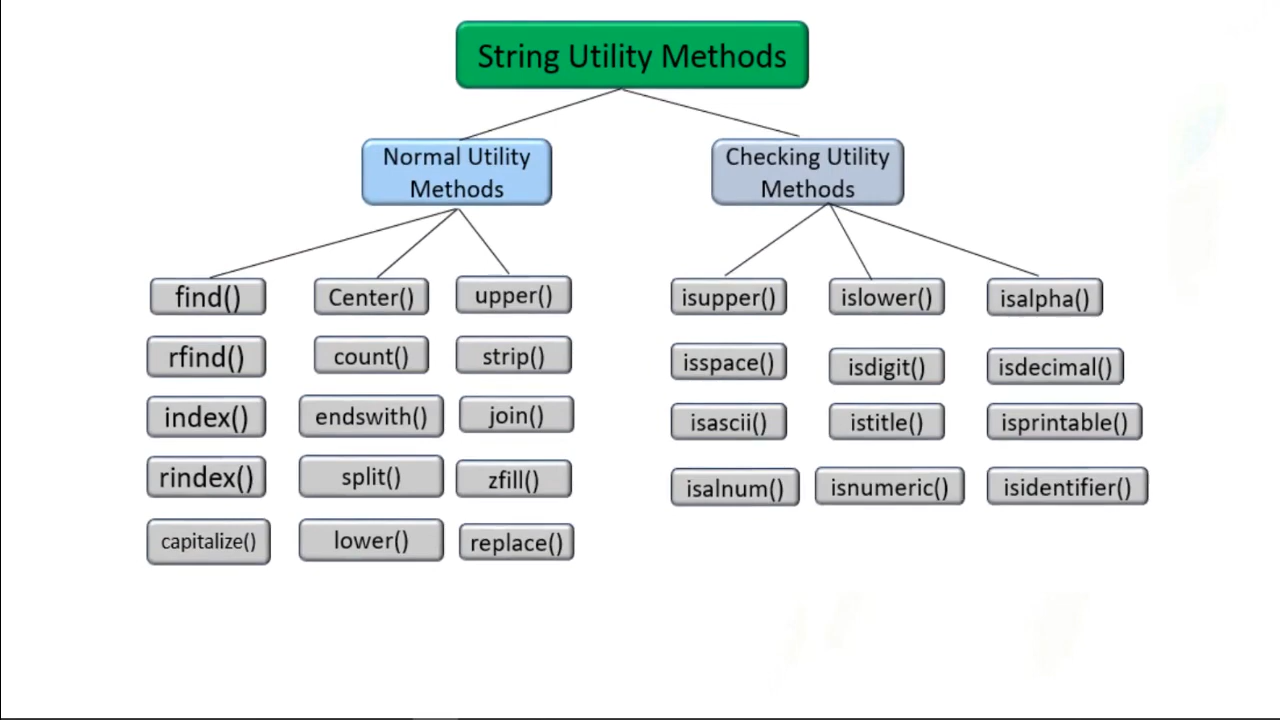 String Utility Methods
Normal Utility
Methods
Checking Utility
Methods
find()
Center()
upper()
isupper()
islower()
isalpha()
rfind()
count()
strip()
isspace()
isdigit()
isdecimal()
index()
endswith()
join()
isascii()
istitle()
isprintable()
rindex()
split()
zfill()
isalnum()
isnumeric()
isidentifier()
capitalize()
lower()
replace()